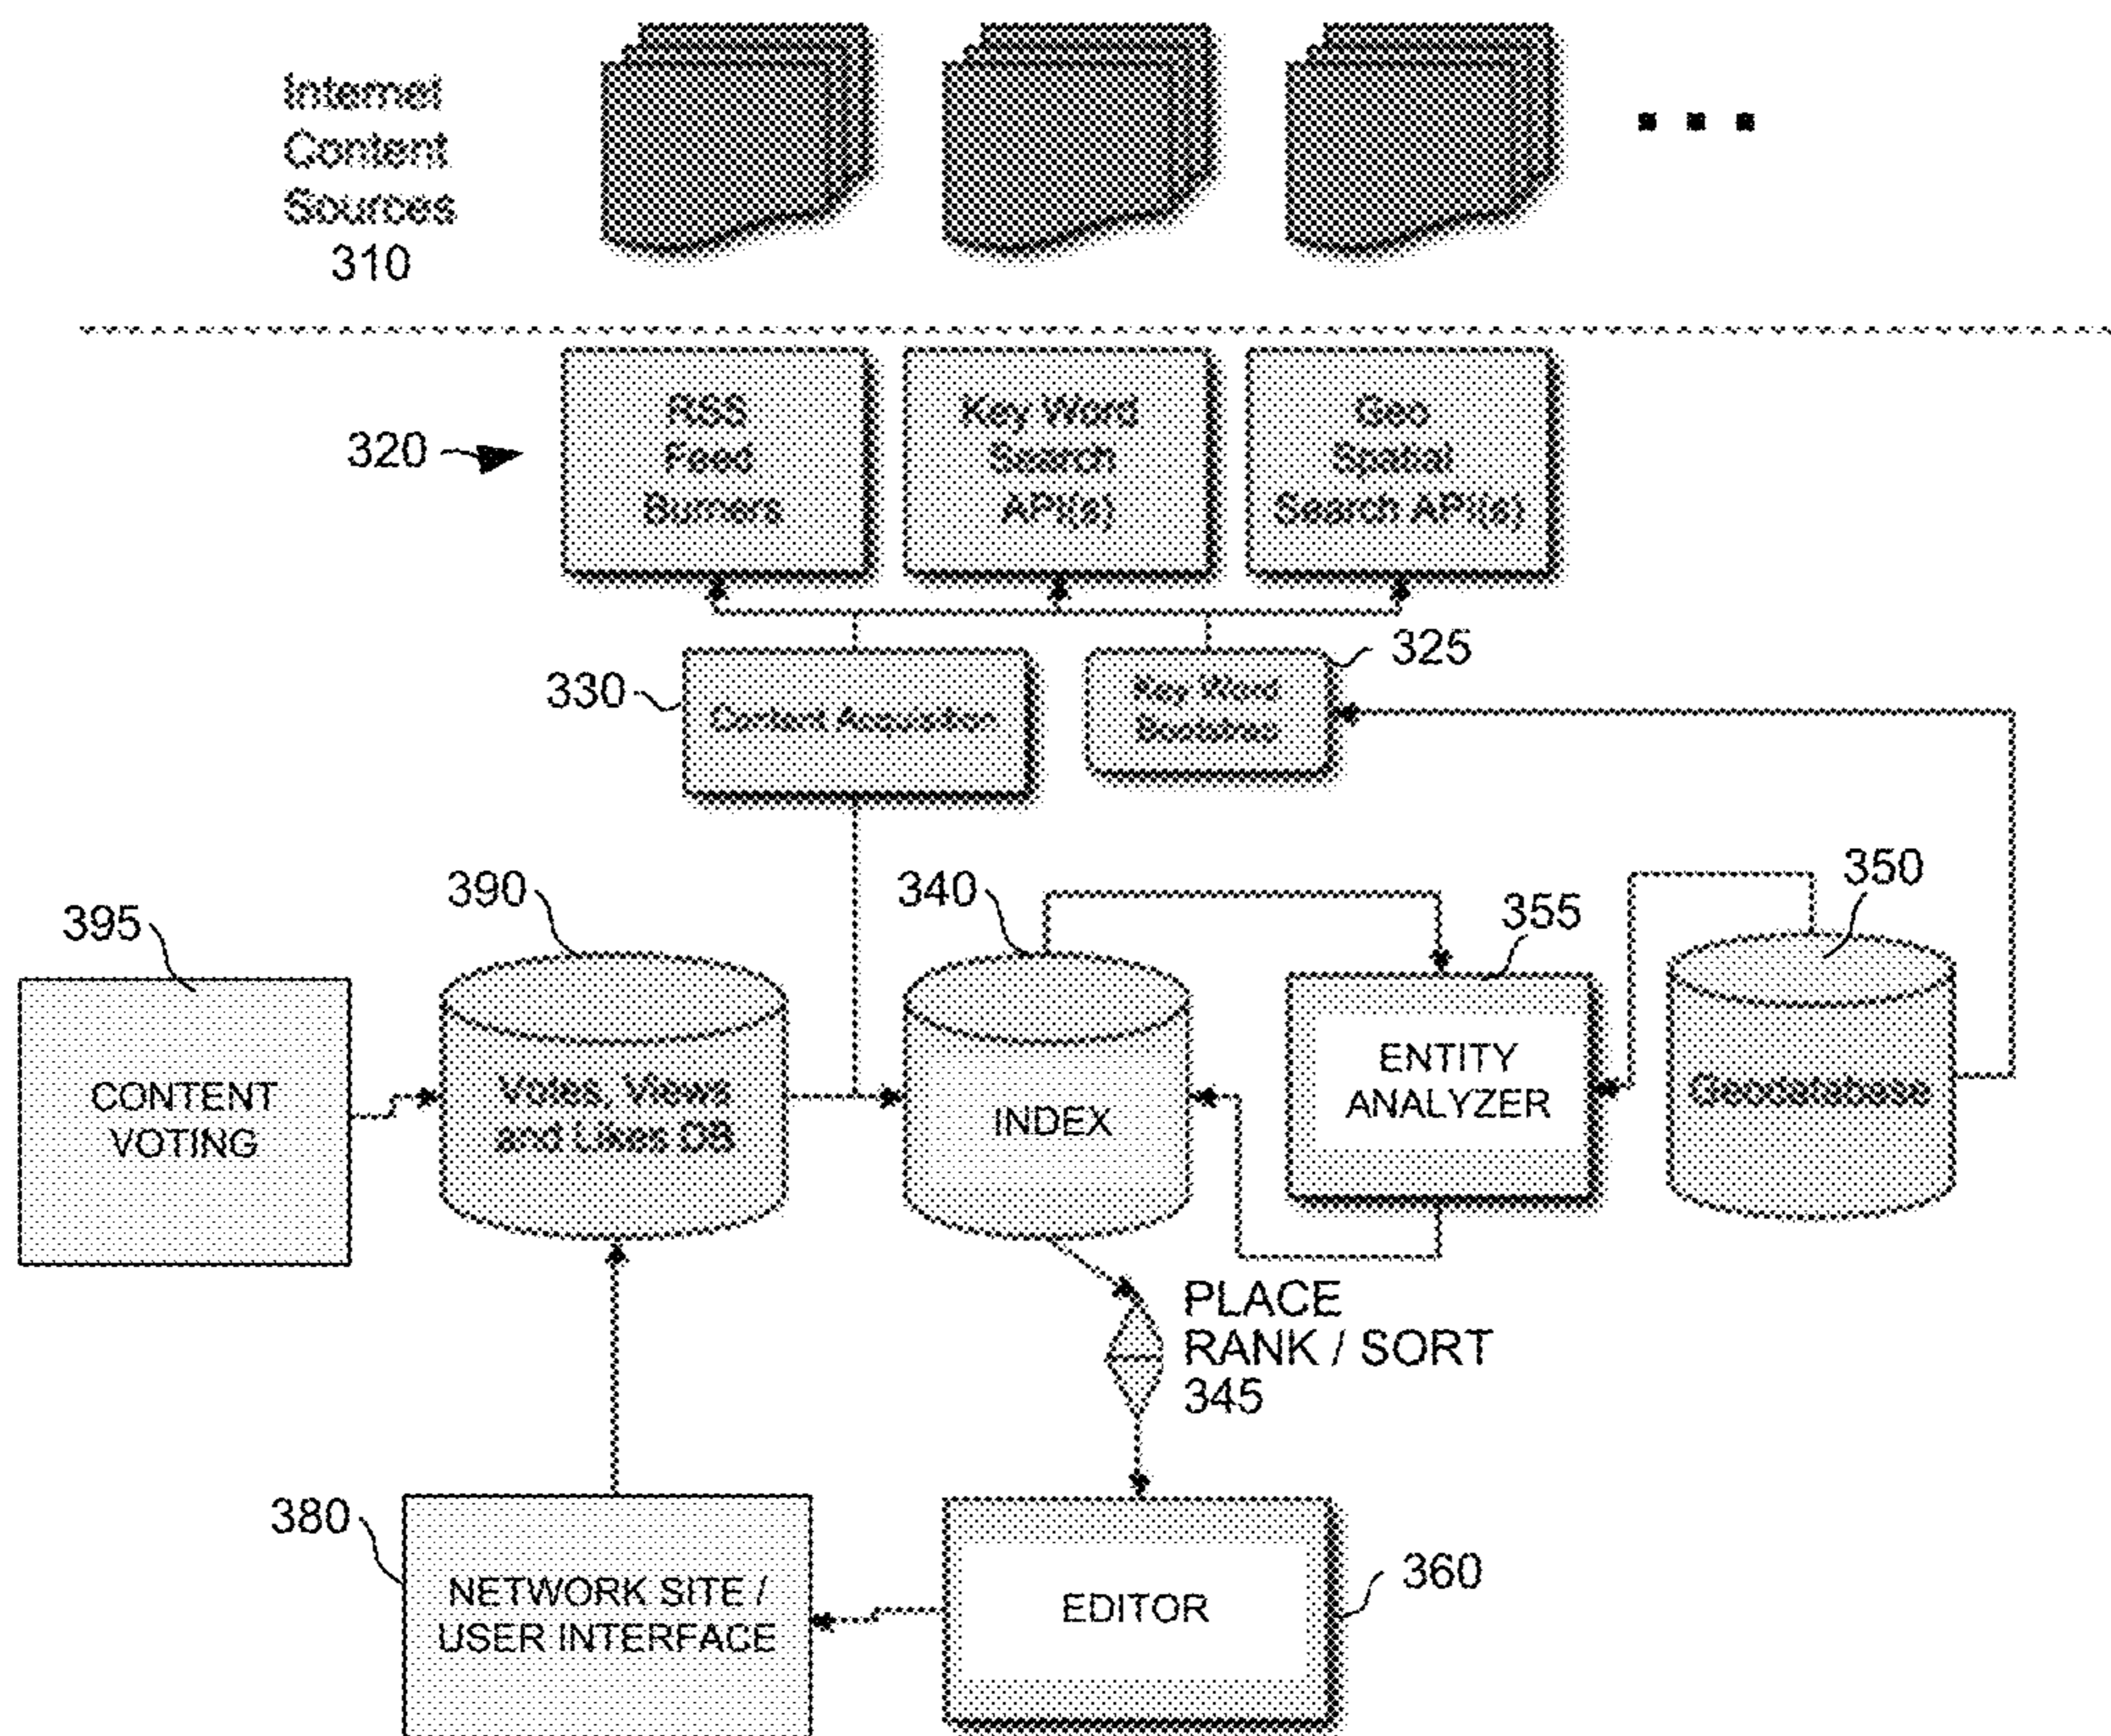 Internet
Content
Sources
310
320
RSS
Feed
Burners
Key Word
Search
API(s)
Geo
Spatial
Search API(s)
325
330
Content Acquisition
Key Word
Bootstrap
395
390
340
355
350
CONTENT
VOTING
Votes, Views
and Likes DB
INDEX
ENTITY
ANALYZER
Geodatabase
PLACE
RANK / SORT
345
380
NETWORK SITE /
USER INTERFACE
EDITOR
360